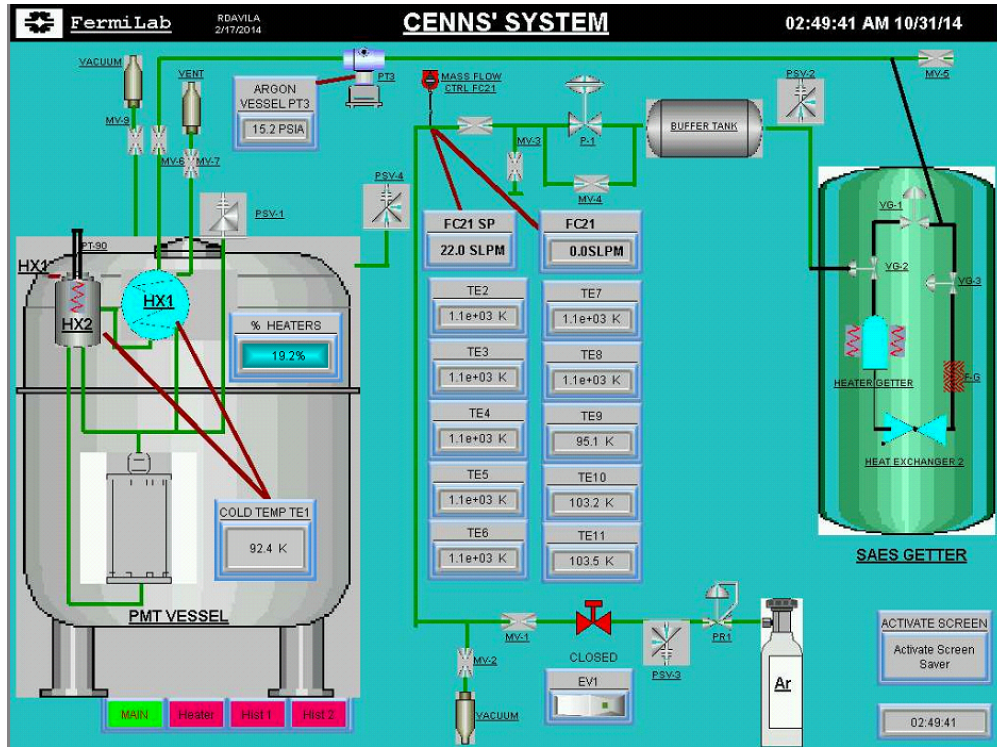 FermiLab
RDAVILA
2/17/2014
CENNS' SYSTEM
02:49:41 AM 10/31/14
VACUUM
VENT
MV-9
MV-6
MV-7
ARGON
VESSEL PT3
15.2 PSIA
PT3
MASS FLOW
CTRL FC21
PSV-2
MV-5
MV-3
P-1
MV-4
BUFFER TANK
PSV-1
PSV-4
PT-90
HX1
HX2
HX1
% HEATERS
19.2%
FC21 SP
22.0 SLPM
FC21
0.0SLPM
TE2
1.1e+03 K
TE3
1.1e+03 K
TE4
1.1e+03 K
TE5
1.1e+03 K
TE6
1.1e+03 K
TE7
1.1e+03 K
TE8
1.1e+03 K
TE9
95.1 K
TE10
103.2 K
TE11
103.5 K
VG-1
VG-2
VG-3
HEATER GETTER
F-G
HEAT EXCHANGER 2
SAES GETTER
COLD TEMP TE1
92.4 K
PMT VESSEL
MAIN
Heater
Hist 1
Hist 2
MV-1
MV-2
VACUUM
CLOSED
EV1
PSV-3
PR1
Ar
ACTIVATE SCREEN
Activate Screen
Saver
02:49:41